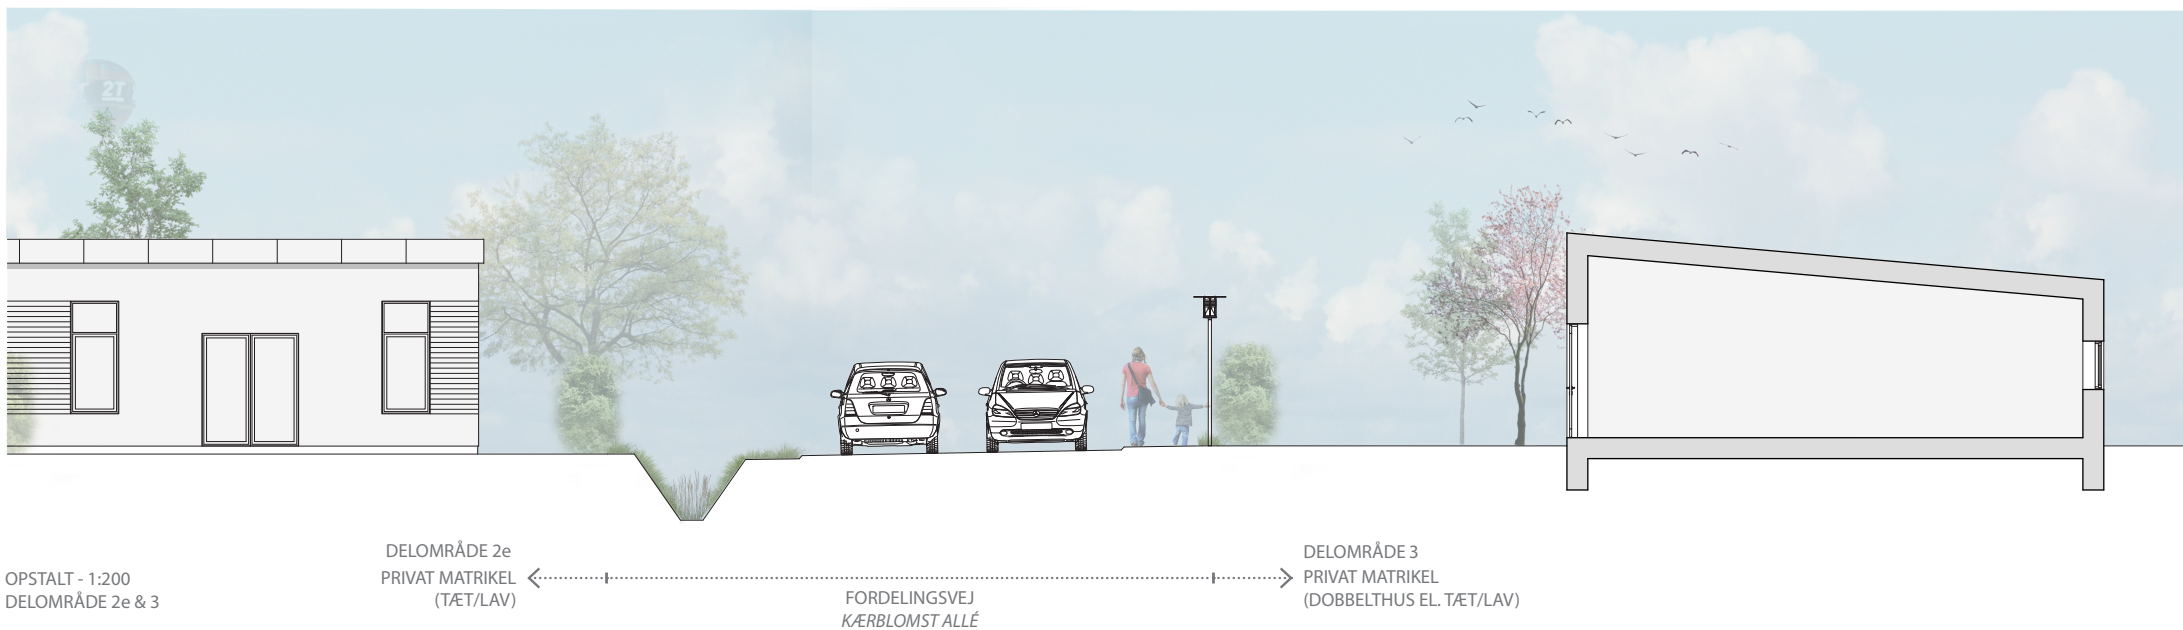 2T
OPSTALT - 1:200
DELOMRÅDE 2e & 3
DELOMRÅDE 2e
PRIVAT MATRIKEL
(TÆT/LAV)
FORDELINGSVEJ
KÆRBLOMST ALLÉ
DELOMRÅDE 3
PRIVAT MATRIKEL
(DOBBELTHUS EL. TÆT/LAV)